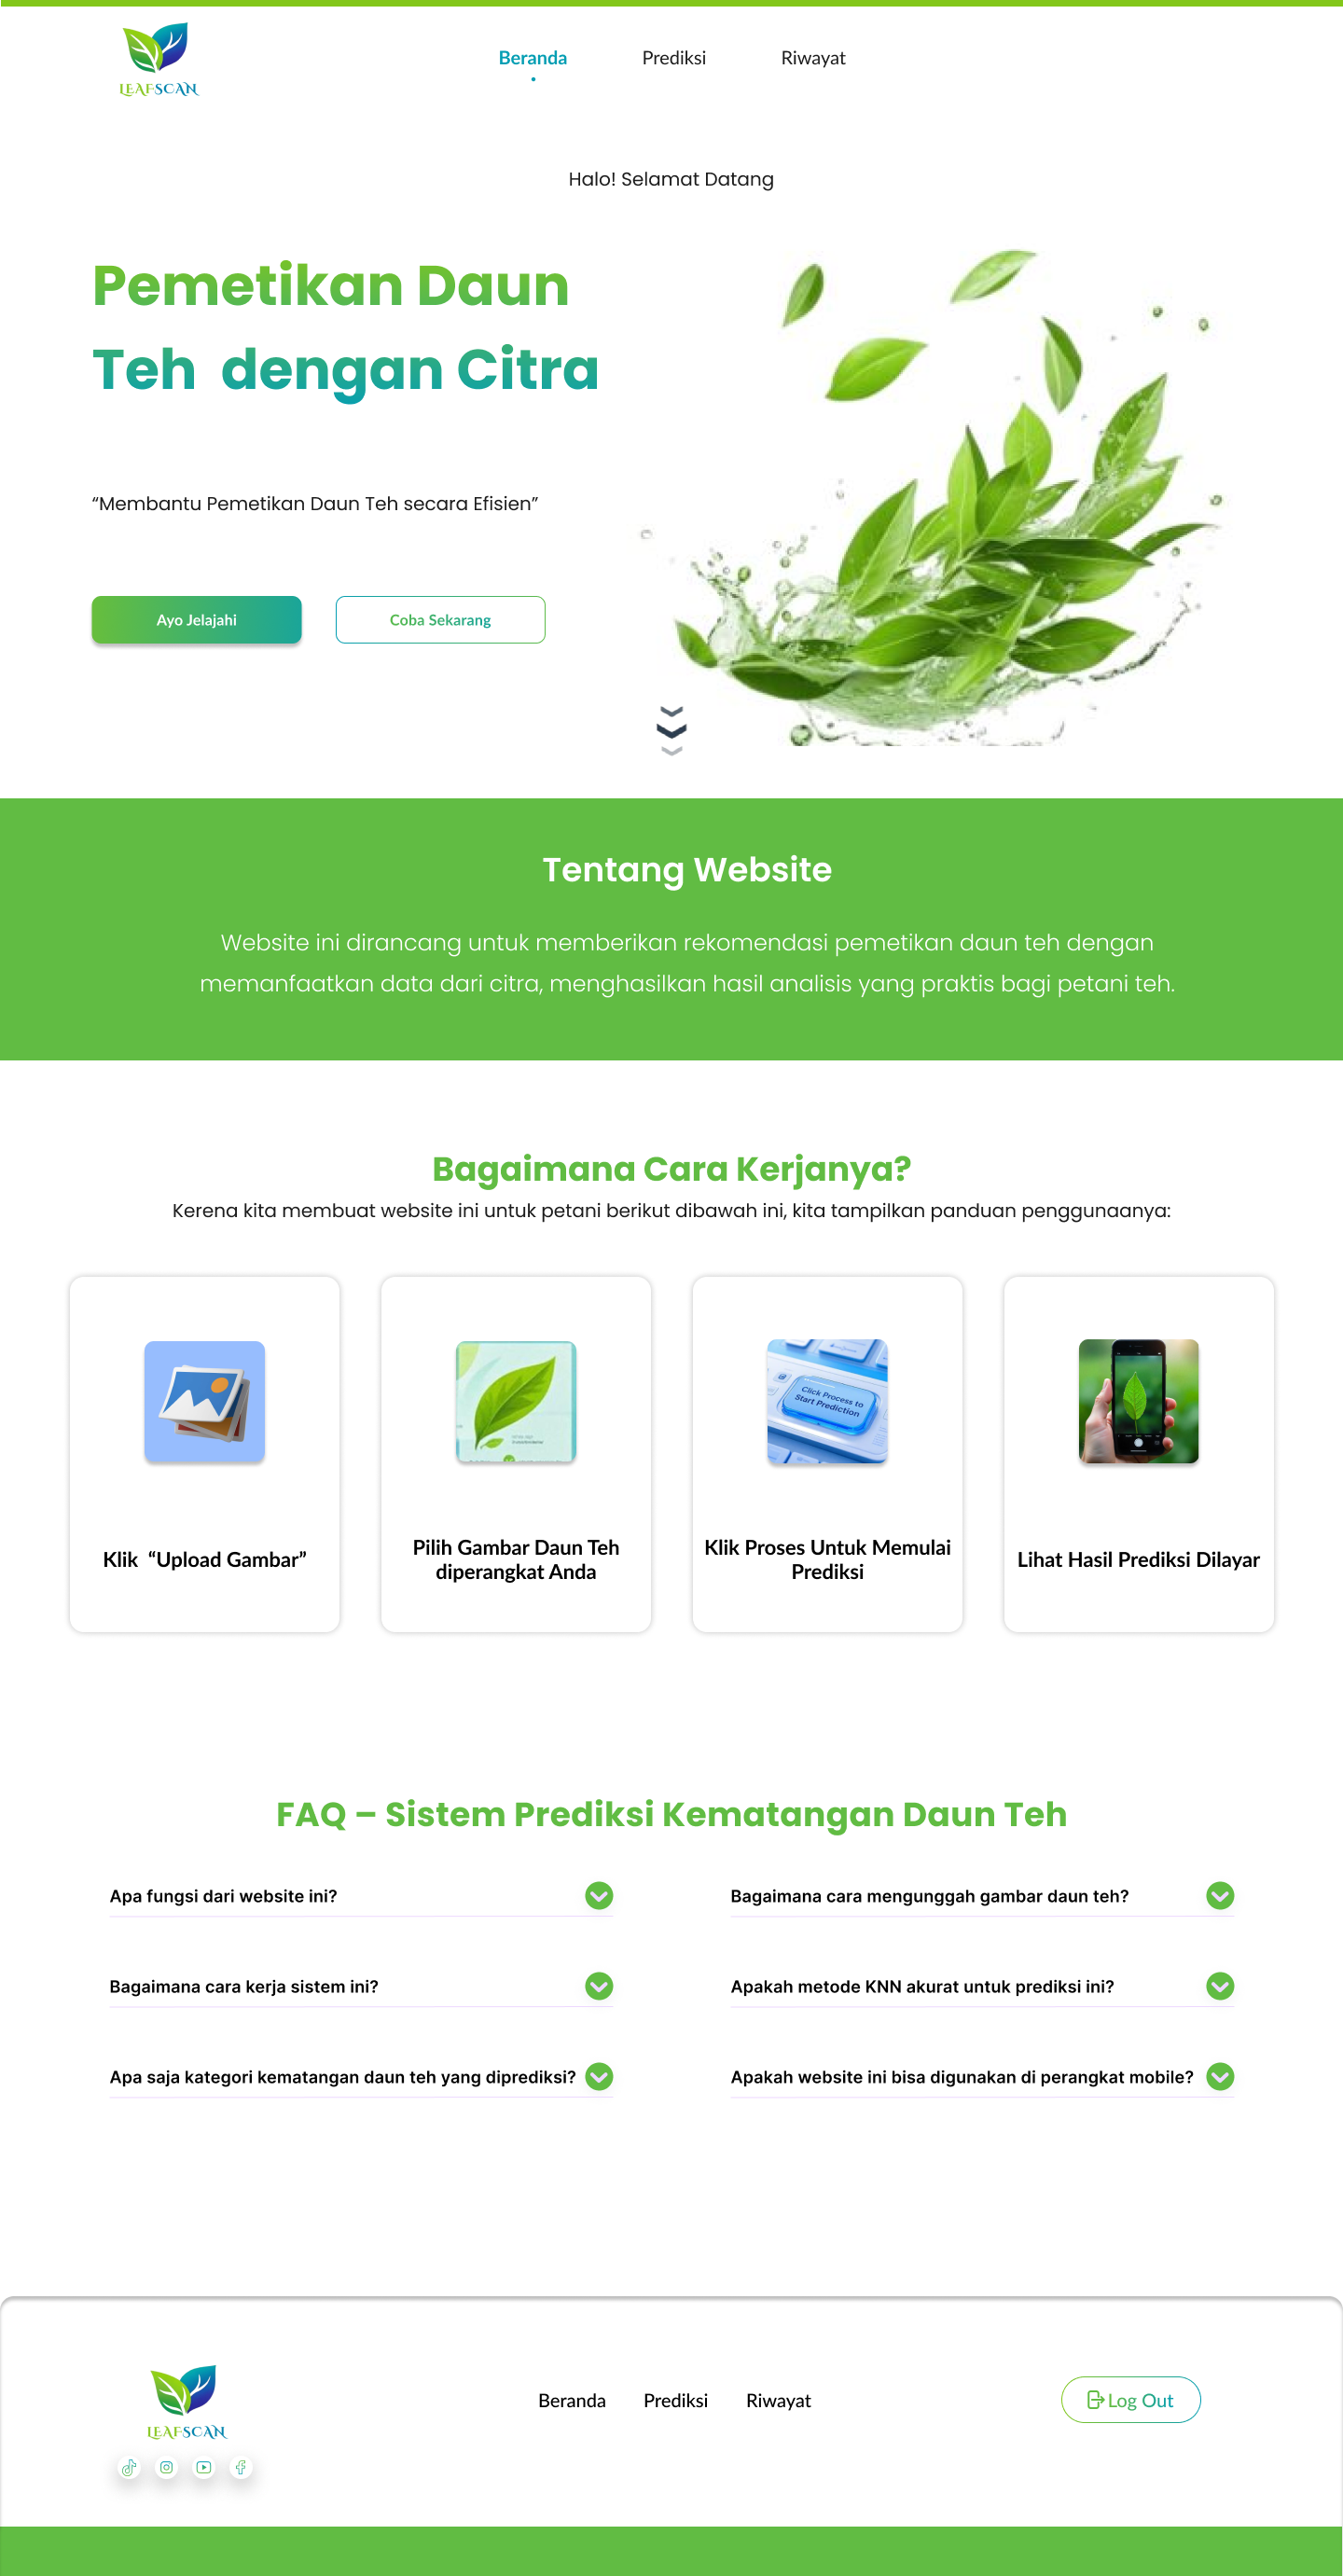 LEAFSCAN
Beranda
Prediksi
Riwayat
Halo! Selamat Datang
Pemetikan Daun
Teh dengan Citra
“Membantu Pemetikan Daun Teh secara Efisien”
Ayo Jelajahi
Coba Sekarang
Tentang Website
Website ini dirancang untuk memberikan rekomendasi pemetikan daun teh dengan
memanfaatkan data dari citra, menghasilkan hasil analisis yang praktis bagi petani teh.
Bagaimana Cara Kerjanya?
Kerena kita membuat website ini untuk petani berikut dibawah ini, kita tampilkan panduan penggunaanya:
Klik “Upload Gambar”
Pilih Gambar Daun Teh
diperangkat Anda
Click Process to
Start Prediction
Klik Proses Untuk Memulai
Prediksi
Lihat Hasil Prediksi Dilayar
FAQ – Sistem Prediksi Kematangan Daun Teh
Apa fungsi dari website ini?
Bagaimana cara mengunggah gambar daun teh?
Bagaimana cara kerja sistem ini?
Apakah metode KNN akurat untuk prediksi ini?
Apa saja kategori kematangan daun teh yang diprediksi?
Apakah website ini bisa digunakan di perangkat mobile?
LEAFSCAN
Beranda
Prediksi
Riwayat
Log Out